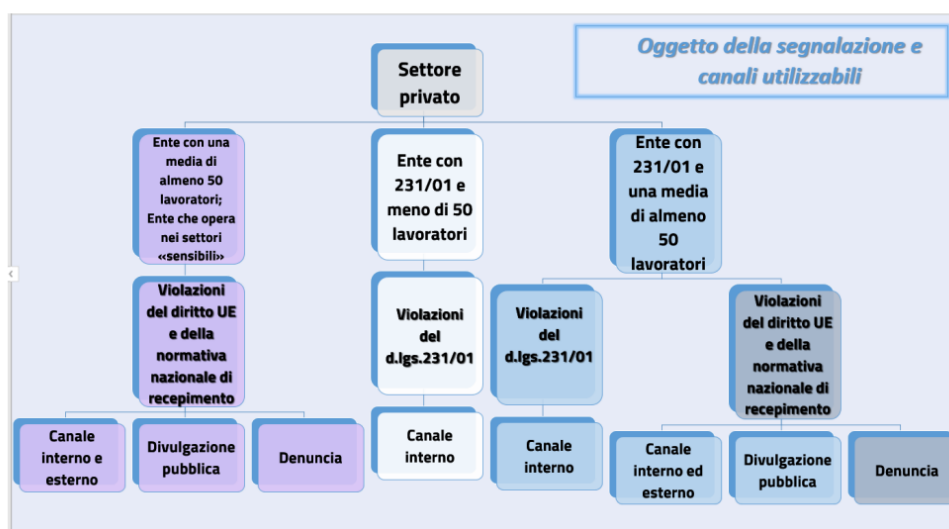 Oggetto della segnalazione e
canali utilizzabili
Settore
privato
Ente con una
media di
almeno 50
lavoratori;
Ente che opera
nei settori
«sensibili»
Ente con
231/01 e
meno di 50
lavoratori
Ente con
231/01 e
una media
di almeno
50
lavoratori
Violazioni
del diritto UE
e della
normativa
nazionale di
recepimento
Violazioni
del
d.lgs.231/01
Violazioni
del
d.lgs.231/01
Violazioni
del diritto UE
e della
normativa
nazionale di
recepimento
Canale
interno e
esterno
Divulgazione
pubblica
Denuncia
Canale
interno
Canale
interno
Canale
interno ed
esterno
Divulgazione
pubblica
Denuncia